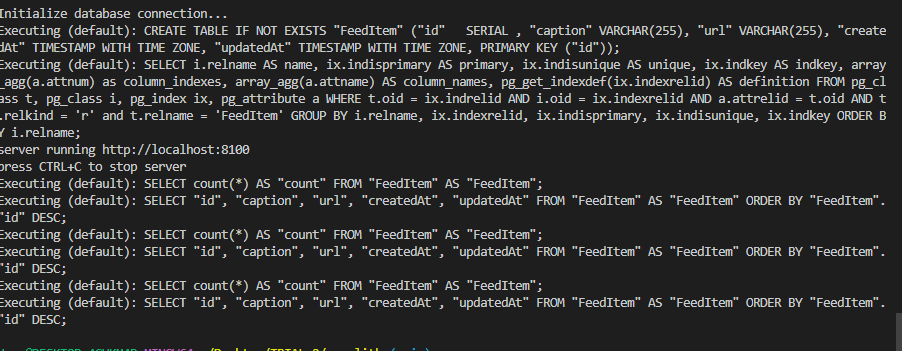 Initialize database connection...
Executing (default): CREATE TABLE IF NOT EXISTS "FeedItem" ("id"   SERIAL , "caption" VARCHAR(255), "url" VARCHAR(255), "create
dAt" TIMESTAMP WITH TIME ZONE, "updatedAt" TIMESTAMP WITH TIME ZONE, PRIMARY KEY ("id"));
Executing (default): SELECT i.relname AS name, ix.indisprimary AS primary, ix.indisunique AS unique, ix.indkey AS indkey, array
_agg(a.attnum) as column_indexes, array_agg(a.attname) AS column_names, pg_get_indexdef(ix.indexrelid) AS definition FROM pg_cl
ass t, pg_class i, pg_index ix, pg_attribute a WHERE t.oid = ix.indrelid AND i.oid = ix.indexrelid AND a.attrelid = t.oid AND t
.relkind = 'r' and t.relname = 'FeedItem' GROUP BY i.relname, ix.indexrelid, ix.indisprimary, ix.indisunique, ix.indkey ORDER B
Y i.relname;
server running http://localhost:8100
press CTRL+C to stop server
Executing (default): SELECT count(*) AS "count" FROM "FeedItem" AS "FeedItem";
Executing (default): SELECT "id", "caption", "url", "createdAt", "updatedAt" FROM "FeedItem" AS "FeedItem" ORDER BY "FeedItem".
"id" DESC;
Executing (default): SELECT count(*) AS "count" FROM "FeedItem" AS "FeedItem";
Executing (default): SELECT "id", "caption", "url", "createdAt", "updatedAt" FROM "FeedItem" AS "FeedItem" ORDER BY "FeedItem".
"id" DESC;
Executing (default): SELECT count(*) AS "count" FROM "FeedItem" AS "FeedItem";
Executing (default): SELECT "id", "caption", "url", "createdAt", "updatedAt" FROM "FeedItem" AS "FeedItem" ORDER BY "FeedItem".
"id" DESC;